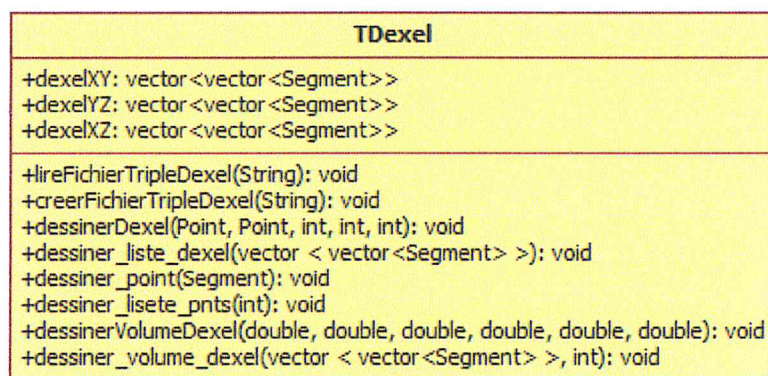 TDexel
+dexelXY: vector<vector<Segment>>
+dexelYZ: vector<vector<Segment>>
+dexelXZ: vector<vector<Segment>>
+lireFichierTripleDexel(String): void
+creerFichierTripleDexel(String): void
+dessinerDexel(Point, Point, int, int, int): void
+dessiner_liste_dexel(vector < vector<Segment> >): void
+dessiner_point(Segment): void
+dessiner_lisete_pnts(int): void
+dessinerVolumeDexel(double, double, double, double, double, double): void
+dessiner_volume_dexel(vector < vector<Segment> >, int): void